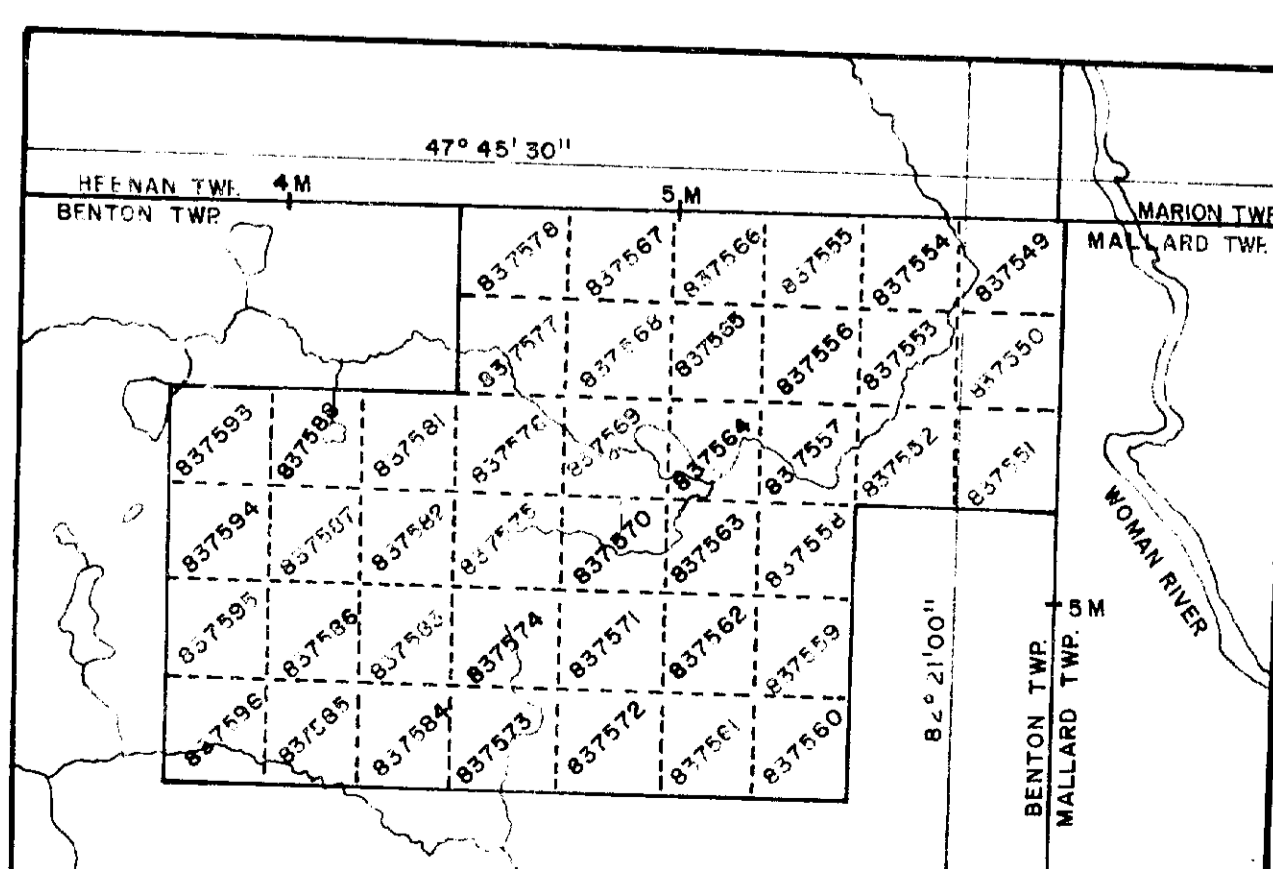 47° 45' 30"
HEENAN TWP. 4 M 5 M MARION TWP.
BENTON TWP. MALLARD TWP.
837578 837567 837566 837555 837554 837549
837577 837568 837565 837556 837553 837550
837593 837588 837581 837576 837569 837564 837557 837552 837551
837594 837587 837582 837575 837570 837563 837558
837595 837586 837583 837574 837571 837562 837559
837596 837585 837584 837573 837572 837561 837560
WOMAN RIVER
5 M
82° 21' 00"
BENTON TWP.
MALLARD TWP.